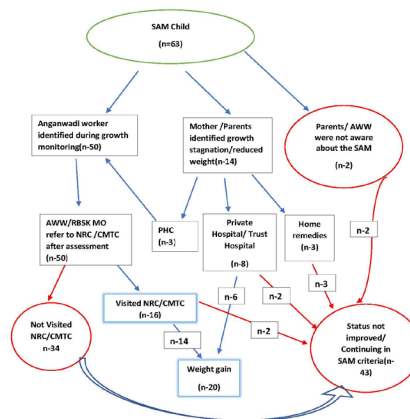 SAM Child
(n=63)
Anganwadi worker
identified during growth
monitoring(n-50)
Mother /Parents
identified growth
stagnation/reduced
weight(n-14)
Parents/ AWW
were not aware
about the SAM
(n-2)
AWW/RBSK MO
refer to NRC /CMTC
after assessment
(n-50)
PHC
(n-3)
Private
Hospital/ Trust
Hospital
(n-8)
Home
remedies
(n-3)
n-2
Visited NRC/CMTC
(n-16)
n-6
n-2
n-3
Not Visited
NRC/CMTC
n-34
n-14
n-2
Status not
improved/
Continuing in
SAM criteria(n-
43)
Weight gain
(n-20)